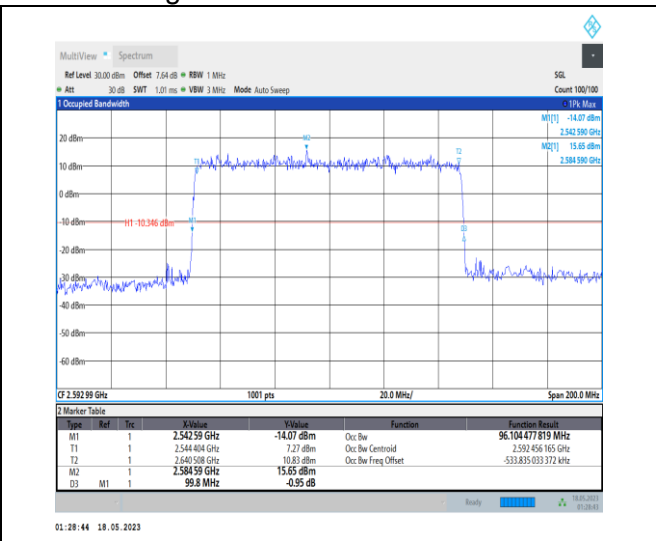 MultiView Spectrum
Ref Level 30.00 dBm Offset 7.64 dB RBW 1 MHz SGL
Att 30 dB SWT 1.01 ms VBW 3 MHz Mode Auto Sweep Count 100/100
1 Occupied Bandwidth 1Pk Max
M1[1] -14.07 dBm
2.542 590 GHz
M2[1] 15.65 dBm
2.584 590 GHz
20 dBm
M2
T2
T1
10 dBm
0 dBm
-10 dBm
H1 -10.346 dBm
M1
D3
-20 dBm
-30 dBm
-40 dBm
-50 dBm
-60 dBm
CF 2.592 99 GHz 1001 pts 20.0 MHz/ Span 200.0 MHz
2 Marker Table
Type Ref Trc X-Value Y-Value Function Function Result
M1 1 2.542 59 GHz -14.07 dBm Occ Bw 96.104 477 819 MHz
T1 1 2.544 404 GHz 7.27 dBm Occ Bw Centroid 2.592 456 165 GHz
T2 1 2.640 508 GHz 10.83 dBm Occ Bw Freq Offset -533.835 033 372 kHz
M2 1 2.584 59 GHz 15.65 dBm
D3 M1 1 99.8 MHz -0.95 dB
Ready 18.05.2023
01:28:43
01:28:44 18.05.2023